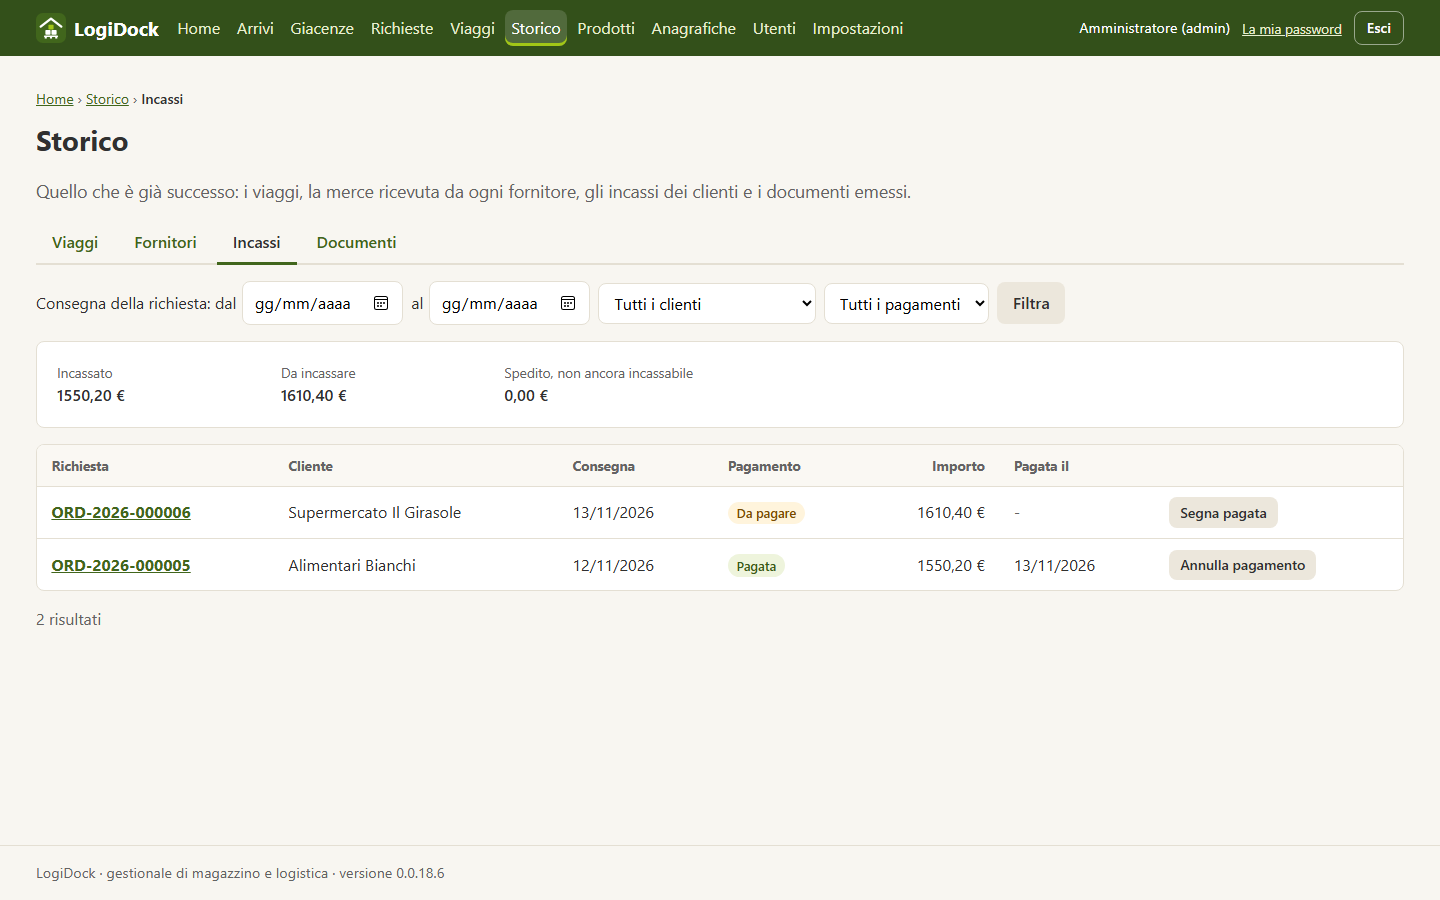 LogiDock Home Arrivi Giacenze Richieste Viaggi Storico Prodotti Anagrafiche Utenti Impostazioni Amministratore (admin) La mia password Esci
Home › Storico › Incassi
Storico
Quello che è già successo: i viaggi, la merce ricevuta da ogni fornitore, gli incassi dei clienti e i documenti emessi.
Viaggi Fornitori Incassi Documenti
Consegna della richiesta: dal gg/mm/aaaa al gg/mm/aaaa Tutti i clienti Tutti i pagamenti Filtra
Incassato Da incassare Spedito, non ancora incassabile
1550,20 € 1610,40 € 0,00 €
Richiesta Cliente Consegna Pagamento Importo Pagata il
ORD-2026-000006 Supermercato Il Girasole 13/11/2026 Da pagare 1610,40 € - Segna pagata
ORD-2026-000005 Alimentari Bianchi 12/11/2026 Pagata 1550,20 € 13/11/2026 Annulla pagamento
2 risultati
LogiDock · gestionale di magazzino e logistica · versione 0.0.18.6